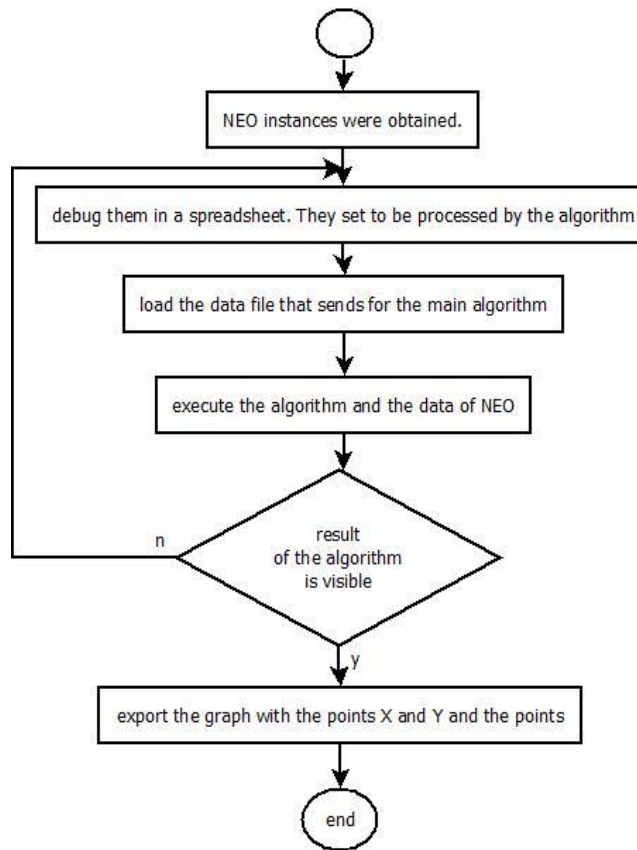 NEO instances were obtained.
debug them in a spreadsheet. They set to be processed by the algorithm
load the data file that sends for the main algorithm
execute the algorithm and the data of NEO
n
result
of the algorithm
is visible
y
export the graph with the points X and Y and the points
end